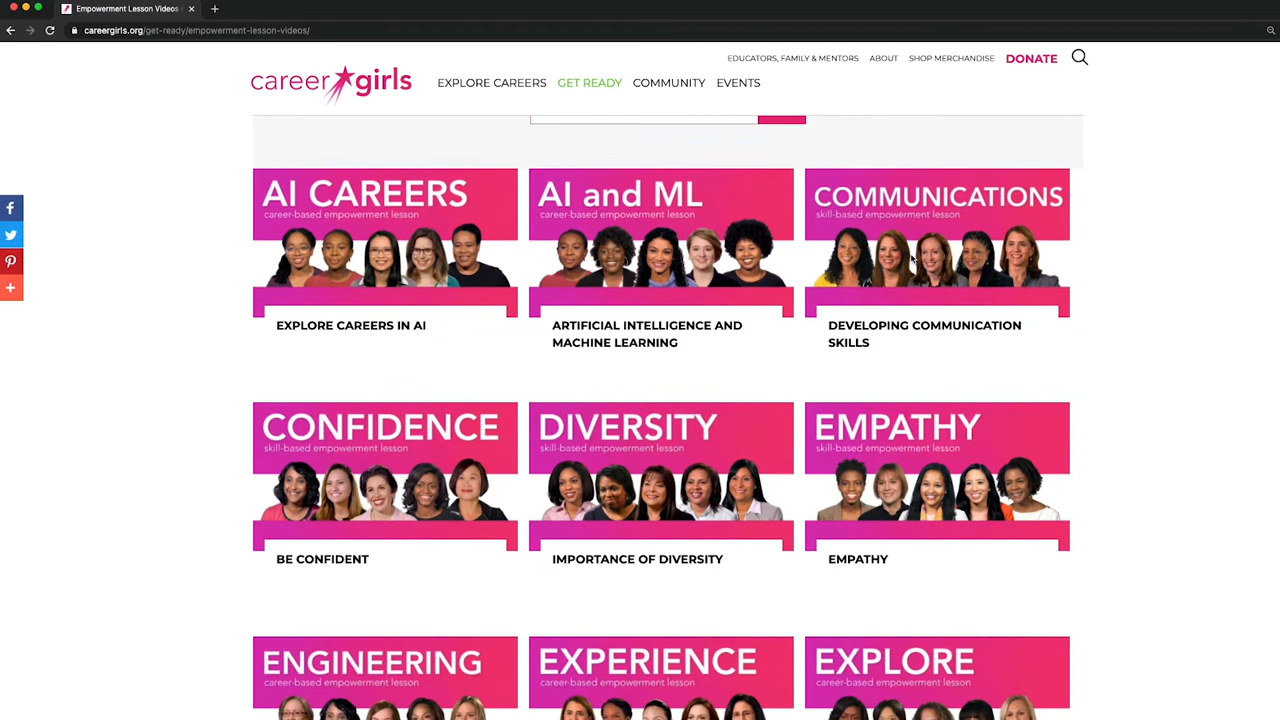 Empowerment Lesson Videos
careergirls.org/get-ready/empowerment-lesson-videos/
EDUCATORS, FAMILY & MENTORS ABOUT SHOP MERCHANDISE DONATE
career girls
EXPLORE CAREERS GET READY COMMUNITY EVENTS
AI CAREERS
career-based empowerment lesson
EXPLORE CAREERS IN AI
AI and ML
career-based empowerment lesson
ARTIFICIAL INTELLIGENCE AND
MACHINE LEARNING
COMMUNICATIONS
skill-based empowerment lesson
DEVELOPING COMMUNICATION
SKILLS
CONFIDENCE
skill-based empowerment lesson
BE CONFIDENT
DIVERSITY
skill-based empowerment lesson
IMPORTANCE OF DIVERSITY
EMPATHY
skill-based empowerment lesson
EMPATHY
ENGINEERING
career-based empowerment lesson
EXPERIENCE
career-based empowerment lesson
EXPLORE
career-based empowerment lesson